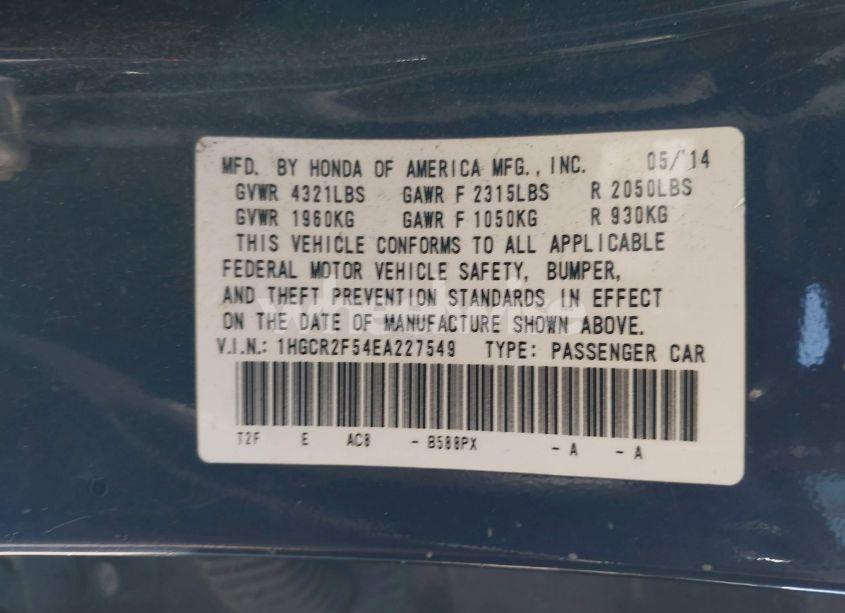 MFD. BY HONDA OF AMERICA MFG., INC. 05/'14
GVWR 4321LBS GAWR F 2315LBS R 2050LBS
GVWR 1960KG GAWR F 1050KG R 930KG
THIS VEHICLE CONFORMS TO ALL APPLICABLE
FEDERAL MOTOR VEHICLE SAFETY, BUMPER,
AND THEFT PREVENTION STANDARDS IN EFFECT
ON THE DATE OF MANUFACTURE SHOWN ABOVE.
V.I.N.: 1HGCR2F54EA227549 TYPE: PASSENGER CAR
T2F E AC8 - B588PX - A - A